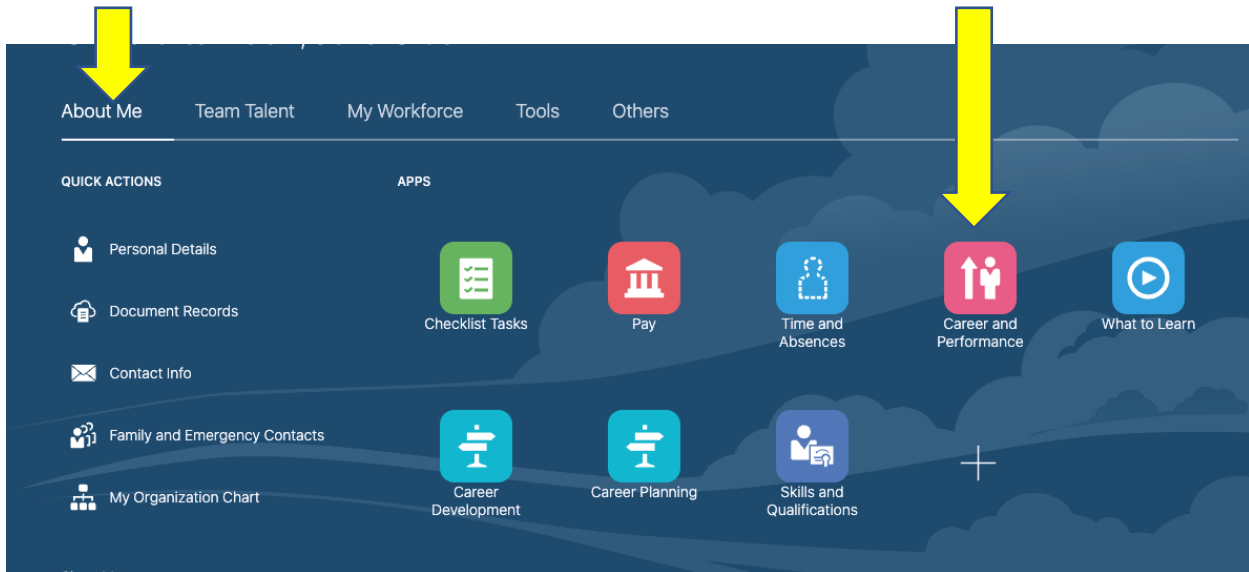 About Me
Team Talent
My Workforce
Tools
Others
QUICK ACTIONS
APPS
Personal Details
Document Records
Contact Info
Family and Emergency Contacts
My Organization Chart
Checklist Tasks
Pay
Time and
Absences
Career and
Performance
What to Learn
Career
Development
Career Planning
Skills and
Qualifications